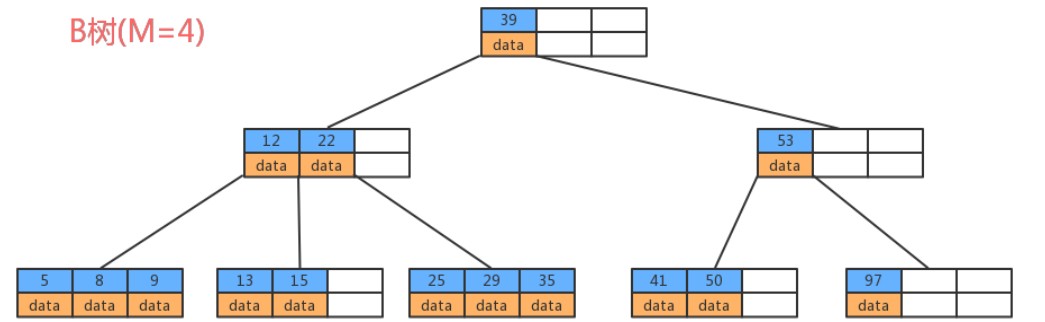 B树(M=4)
39
data
12 22
data data
53
data
5 8 9
data data data
13 15
data data
25 29 35
data data data
41 50
data data
97
data